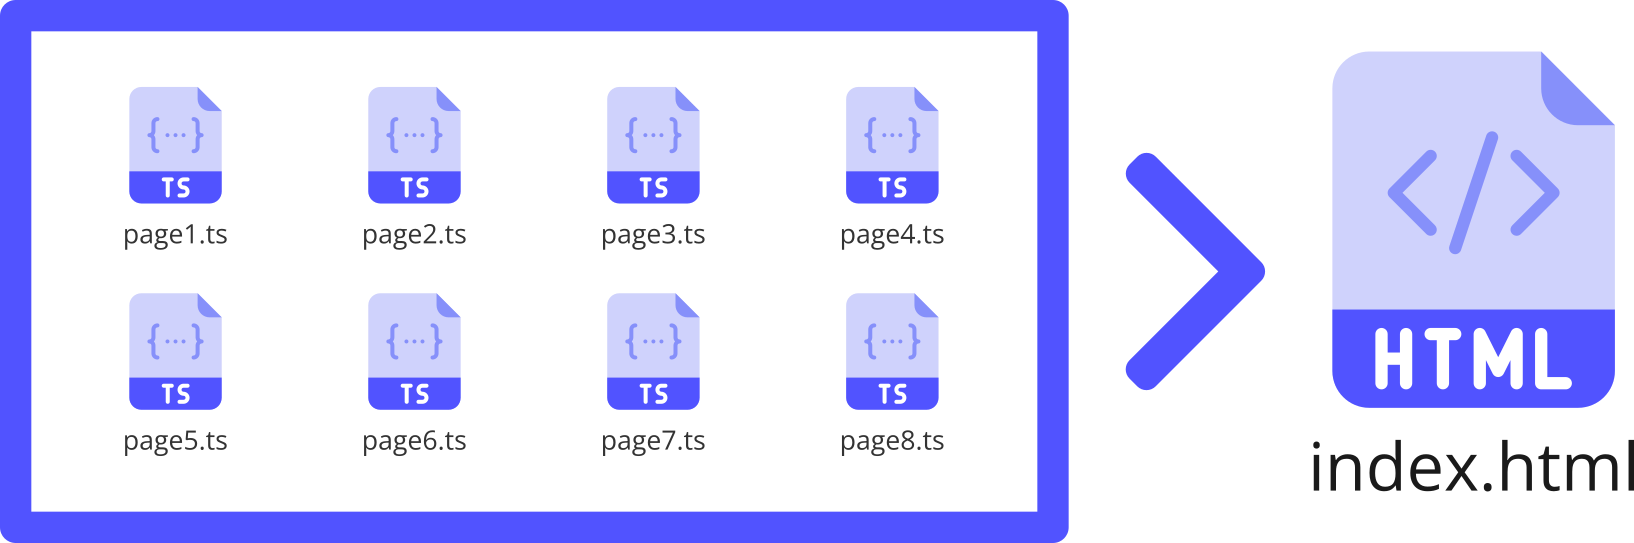 {...} {...} {...} {...}
TS TS TS TS
page1.ts page2.ts page3.ts page4.ts
{...} {...} {...} {...}
TS TS TS TS
page5.ts page6.ts page7.ts page8.ts
</>
HTML
index.html